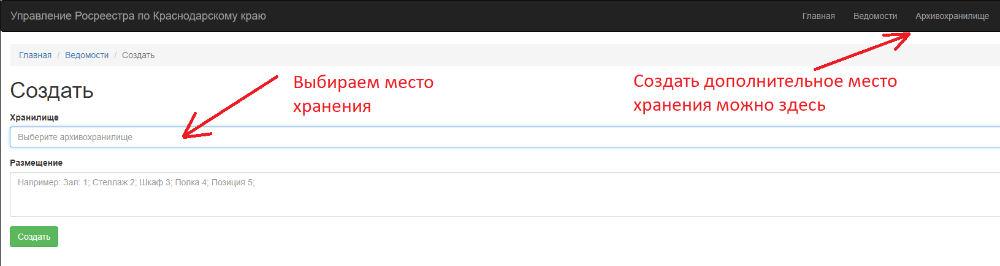 Управление Росреестра по Краснодарскому краю
Главная Ведомости Архивохранилище
Главная / Ведомости / Создать
Создать
Выбираем место
хранения
Создать дополнительное место
хранения можно здесь
Хранилище
Выберите архивохранилище
Размещение
Например: Зал: 1; Стеллаж 2; Шкаф 3; Полка 4; Позиция 5;
Создать